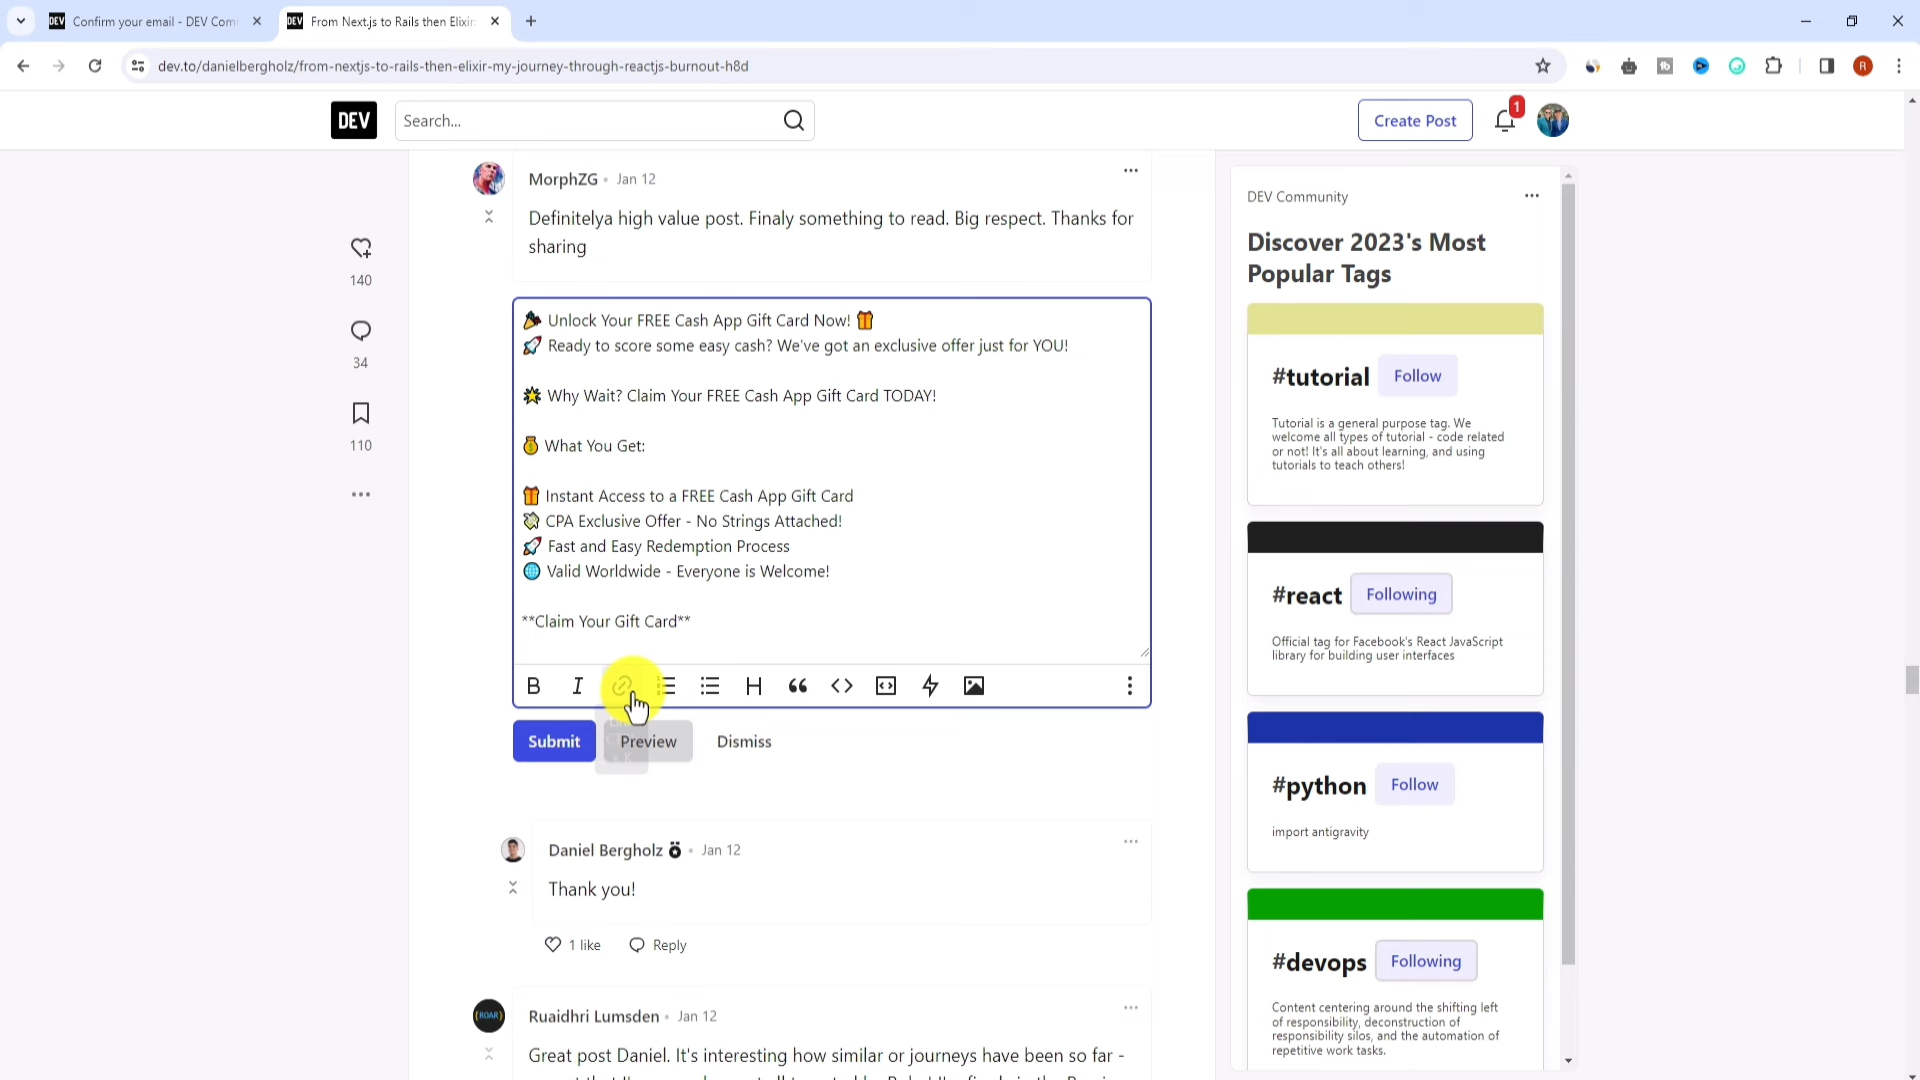 Confirm your email - DEV Com
From Next.js to Rails then Elixir
dev.to/danielbergholz/from-nextjs-to-rails-then-elixir-my-journey-through-reactjs-burnout-h8d
R
DEV
Search...
Create Post
1
MorphZG • Jan 12
Definitelya high value post. Finaly something to read. Big respect. Thanks for
sharing
140
34
110
🎉 Unlock Your FREE Cash App Gift Card Now! 🎁
🚀 Ready to score some easy cash? We've got an exclusive offer just for YOU!
🌟 Why Wait? Claim Your FREE Cash App Gift Card TODAY!
💰 What You Get:
🎁 Instant Access to a FREE Cash App Gift Card
💸 CPA Exclusive Offer - No Strings Attached!
🚀 Fast and Easy Redemption Process
🌐 Valid Worldwide - Everyone is Welcome!
**Claim Your Gift Card**
B I H
Submit Preview Dismiss
Daniel Bergholz • Jan 12
Thank you!
1 like Reply
(ROAR)
Ruaidhri Lumsden • Jan 12
Great post Daniel. It's interesting how similar or journeys have been so far -
DEV Community
Discover 2023's Most
Popular Tags
#tutorial Follow
Tutorial is a general purpose tag. We
welcome all types of tutorial - code related
or not! It's all about learning, and using
tutorials to teach others!
#react Following
Official tag for Facebook's React JavaScript
library for building user interfaces
#python Follow
import antigravity
#devops Following
Content centering around the shifting left
of responsibility, deconstruction of
responsibility silos, and the automation of
repetitive work tasks.